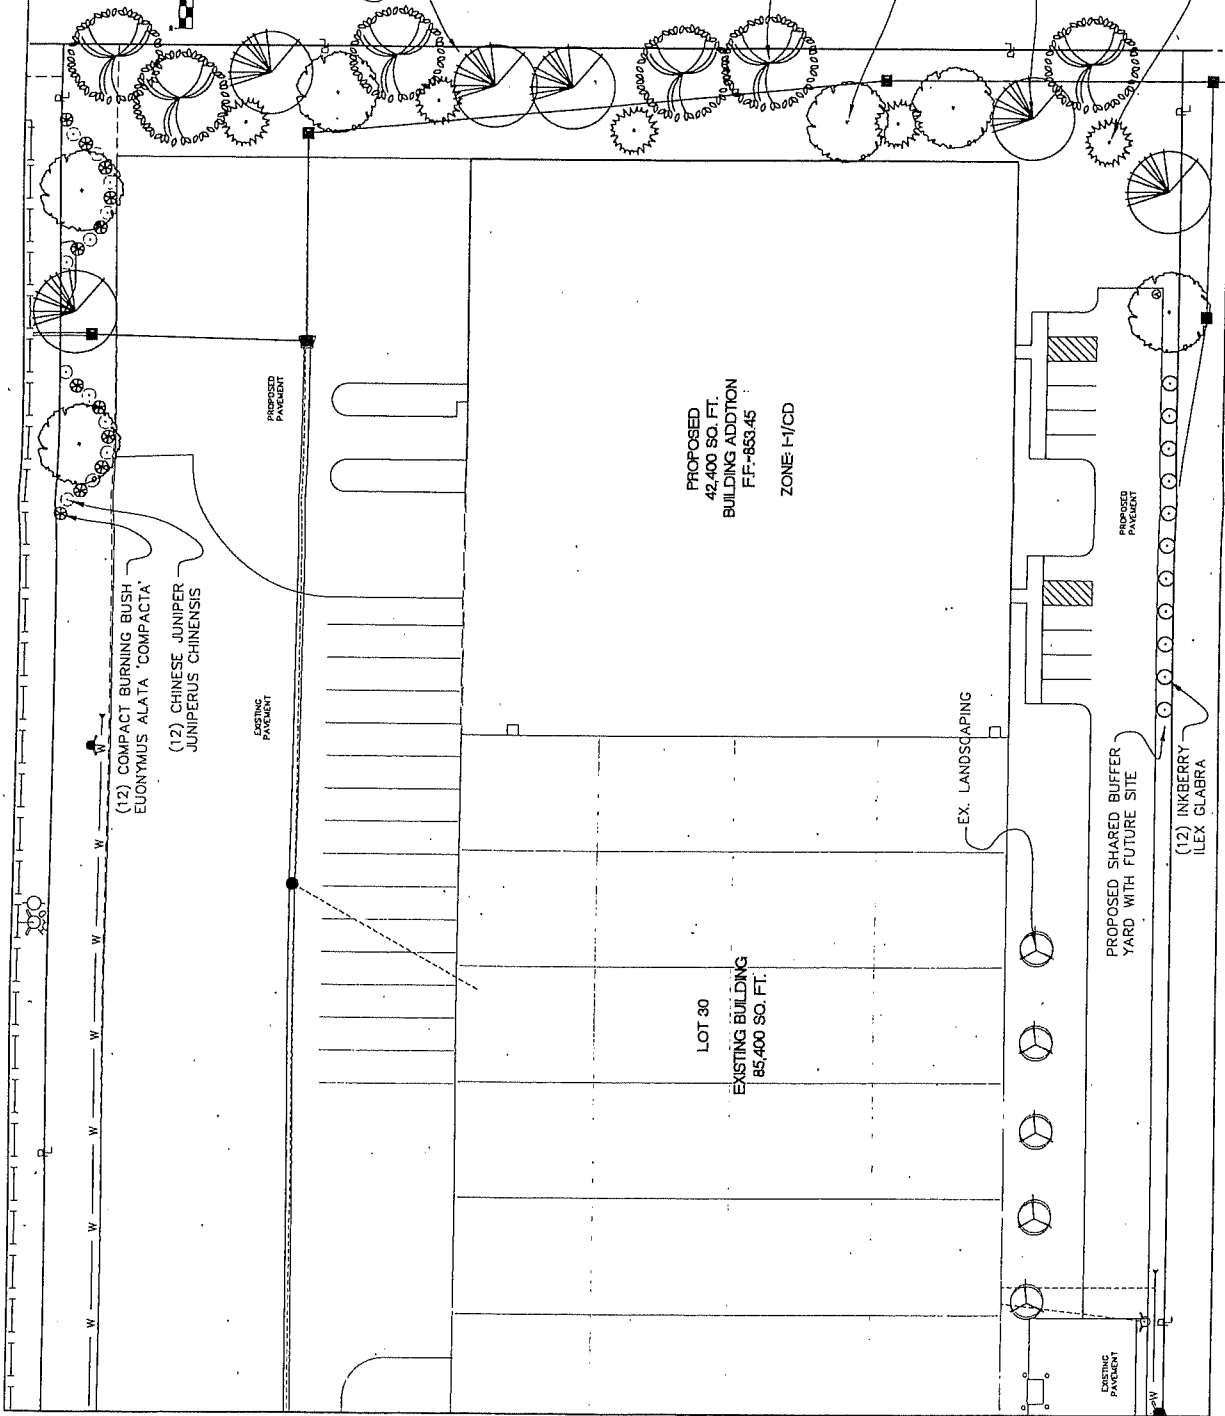 (12) COMPACT BURNING BUSH
EUONYMUS ALATA 'COMPACTA'
(12) CHINESE JUNIPER
JUNIPERUS CHINENSIS
PROPOSED
PAVEMENT
EXISTING
PAVEMENT
PROPOSED
42,400 SQ. FT.
BUILDING ADDTION
F.F.-853.45
ZONE: I-1/CD
LOT 30
EXISTING BUILDING
85,400 SQ. FT.
EX. LANDSCAPING
PROPOSED
PAVEMENT
PROPOSED SHARED BUFFER
YARD WITH FUTURE SITE
(12) INKBERRY
ILEX GLABRA
EXISTING
PAVEMENT
W
W
W
W
W
W
W
W